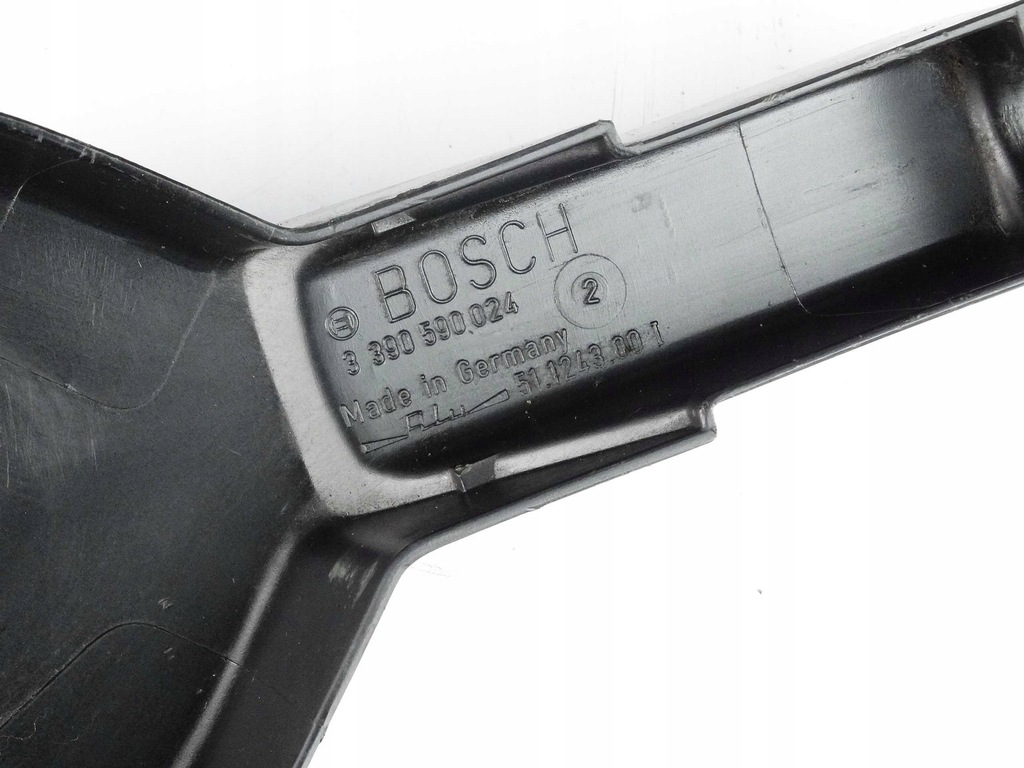 BOSCH
3 390 590.024
2
Made in Germany
51.1243.00 I